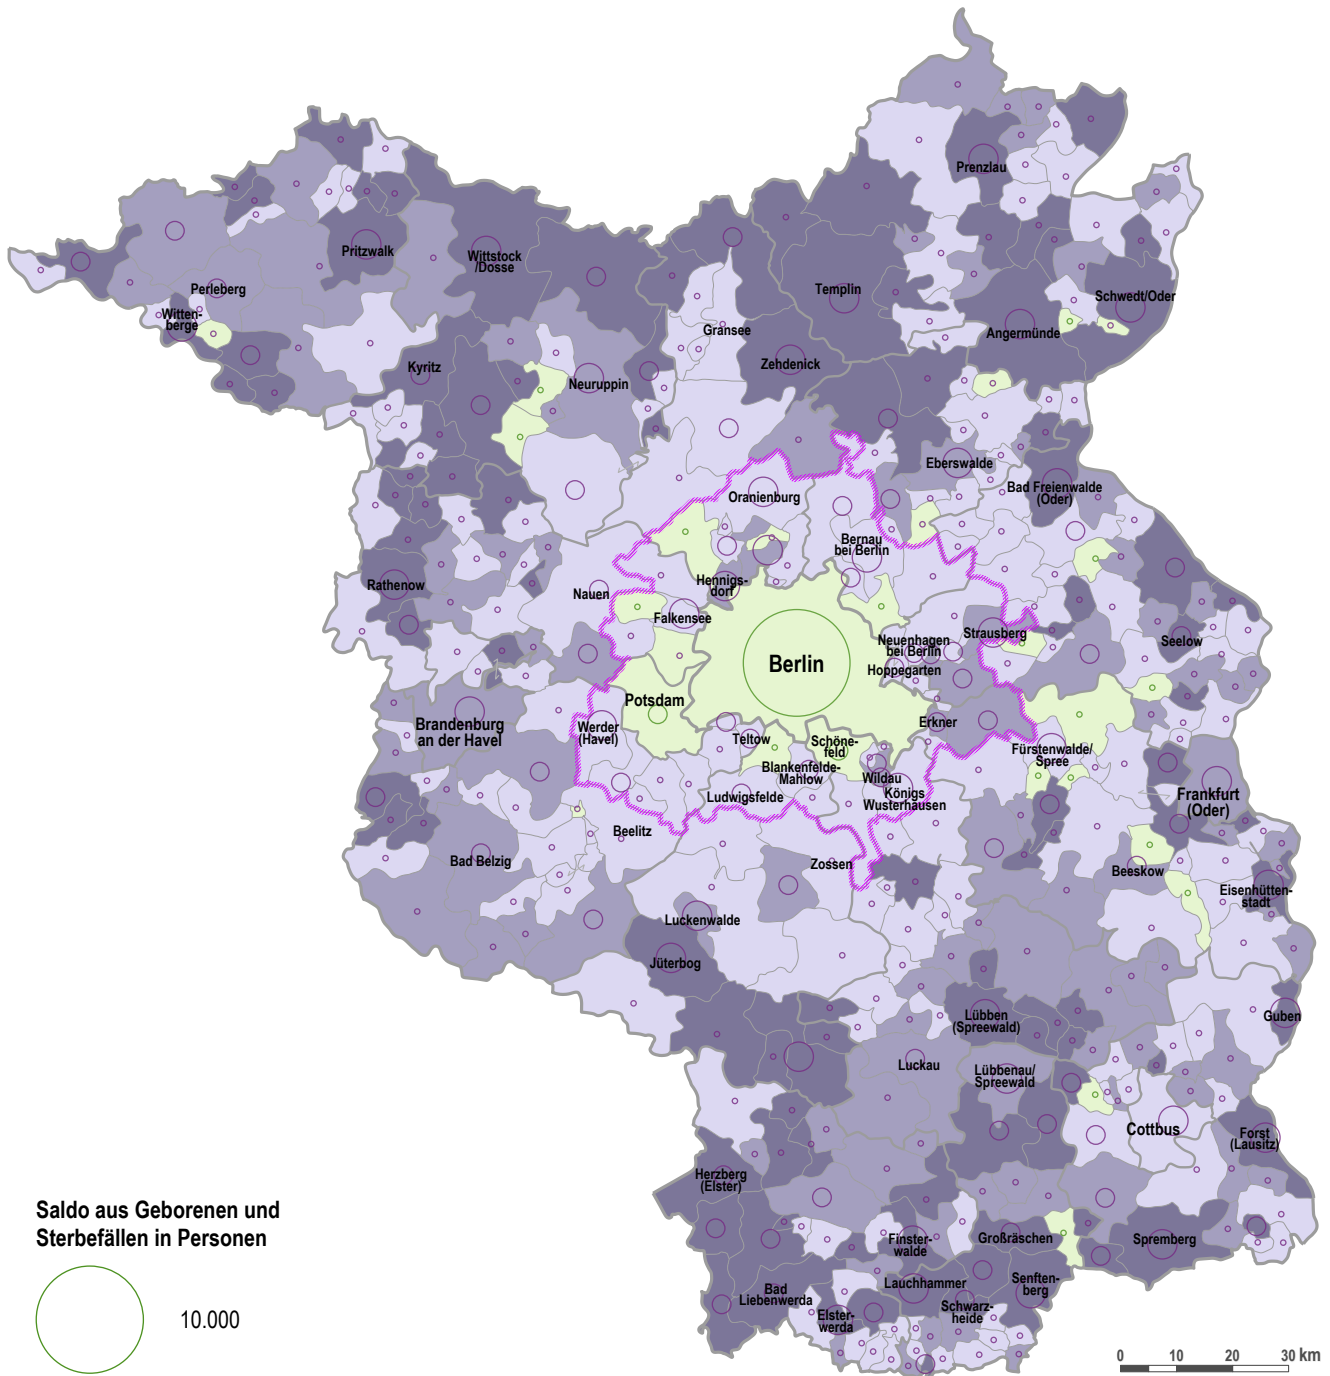 Prenzlau
Pritzwalk
Wittstock
/Dosse
Perleberg
Templin
Schwedt/Oder
Witten-
berge
Gransee
Angermünde
Zehdenick
Kyritz
Neuruppin
Eberswalde
Bad Freienwalde
(Oder)
Oranienburg
Bernau
bei Berlin
Rathenow
Nauen
Hennigs-
dorf
Falkensee
Neuenhagen
bei Berlin
Strausberg
Seelow
Berlin
Hoppegarten
Potsdam
Brandenburg
an der Havel
Werder
(Havel)
Teltow
Schöne-
feld
Erkner
Fürstenwalde/
Spree
Blankenfelde-
Mahlow
Wildau
Königs
Wusterhausen
Ludwigsfelde
Frankfurt
(Oder)
Beelitz
Bad Belzig
Zossen
Beeskow
Eisenhütten-
stadt
Luckenwalde
Jüterbog
Lübben
(Spreewald)
Guben
Luckau
Lübbenau/
Spreewald
Cottbus
Forst
(Lausitz)
Herzberg
(Elster)
Saldo aus Geborenen und
Sterbefällen in Personen
10.000
Finster-
walde
Großräschen
Spremberg
Bad
Liebenwerda
Lauchhammer
Senften-
berg
Elster-
werda
Schwarz-
heide
0 10 20 30 km